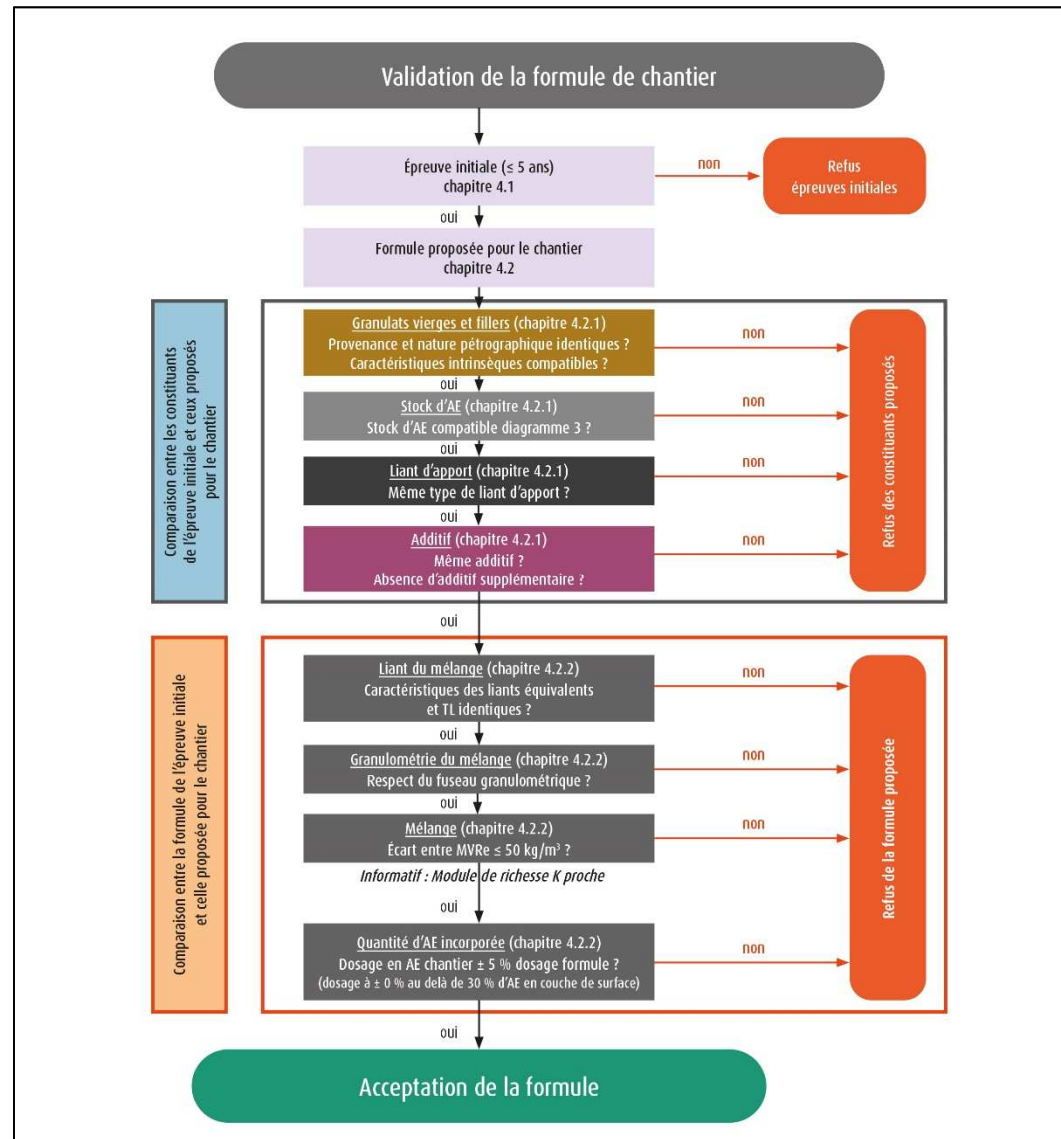 Validation de la formule de chantier
Épreuve initiale (≤ 5 ans)
chapitre 4.1
non
Refus
épreuves initiales
oui
Formule proposée pour le chantier
chapitre 4.2
Comparaison entre les constituants
de l'épreuve initiale et ceux proposés
pour le chantier
Granulats vierges et fillers (chapitre 4.2.1)
Provenance et nature pétrographique identiques ?
Caractéristiques intrinsèques compatibles ?
non
oui
Stock d'AE (chapitre 4.2.1)
Stock d'AE compatible diagramme 3 ?
non
oui
Liant d'apport (chapitre 4.2.1)
Même type de liant d'apport ?
non
oui
Additif (chapitre 4.2.1)
Même additif ?
Absence d'additif supplémentaire ?
non
Refus des constituants proposés
oui
Comparaison entre la formule de l'épreuve initiale
et celle proposée pour le chantier
Liant du mélange (chapitre 4.2.2)
Caractéristiques des liants équivalents
et TL identiques ?
non
oui
Granulométrie du mélange (chapitre 4.2.2)
Respect du fuseau granulométrique ?
non
oui
Mélange (chapitre 4.2.2)
Écart entre MVRe ≤ 50 kg/m³ ?
non
Informatif : Module de richesse K proche
oui
Quantité d'AE incorporée (chapitre 4.2.2)
Dosage en AE chantier ± 5 % dosage formule ?
(dosage à ± 0 % au delà de 30 % d'AE en couche de surface)
non
Refus de la formule proposée
oui
Acceptation de la formule